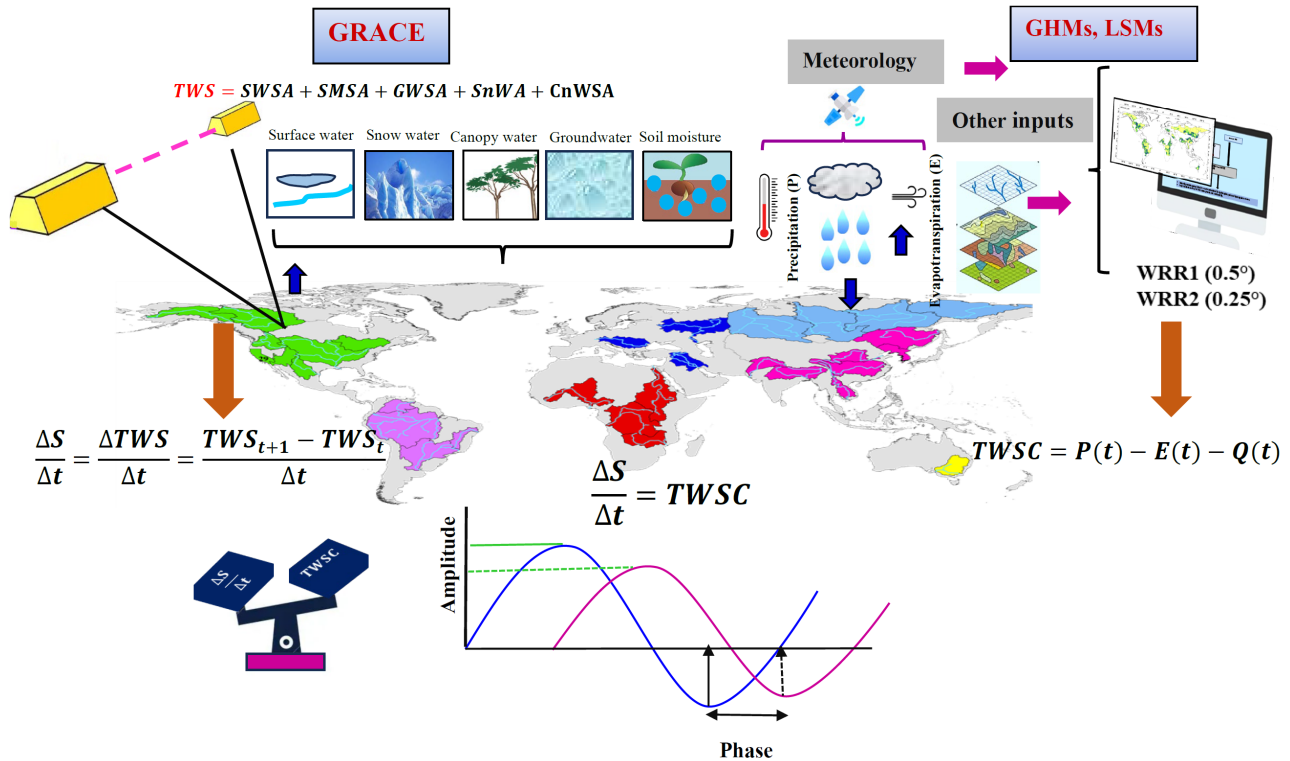 GRACE
GHMs, LSMs
Meteorology
TWS = SWSA + SMSA + GWSA + SnWA + CnWSA
Other inputs
Surface water
Snow water
Canopy water
Groundwater
Soil moisture
Precipitation (P)
Evapotranspiration (E)
WRR1 (0.5°)
WRR2 (0.25°)
ΔS/Δt = ΔTWS/Δt = TWS_{t+1} − TWS_t/Δt
TWSC = P(t) − E(t) − Q(t)
ΔS/Δt = TWSC
ΔS/Δt
TWSC
Amplitude
Phase